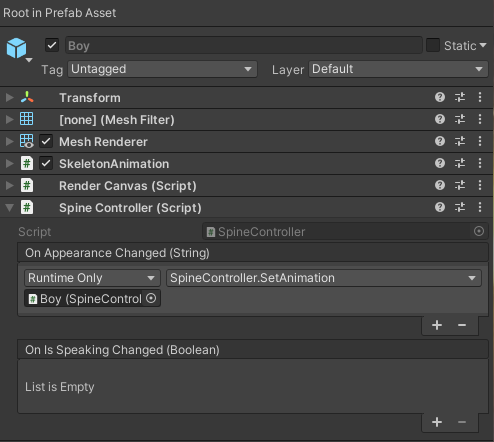 Root in Prefab Asset
Boy
Static
Tag Untagged Layer Default
Transform
[none] (Mesh Filter)
Mesh Renderer
# SkeletonAnimation
# Render Canvas (Script)
# Spine Controller (Script)
Script # SpineController
On Appearance Changed (String)
Runtime Only SpineController.SetAnimation
# Boy (SpineControl
+ −
On Is Speaking Changed (Boolean)
List is Empty
+ −